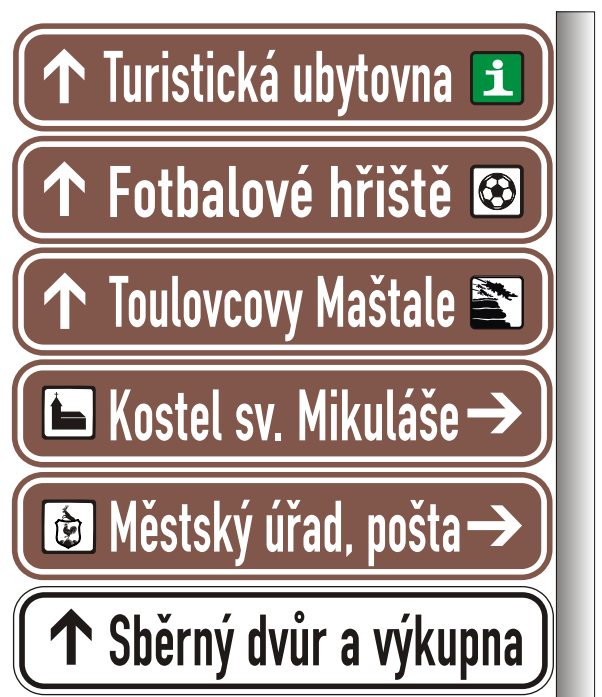 Turistická ubytovna
Fotbalové hřiště
Toulovcovy Maštale
Kostel sv. Mikuláše
Městský úřad, pošta
Sběrný dvůr a výkupna